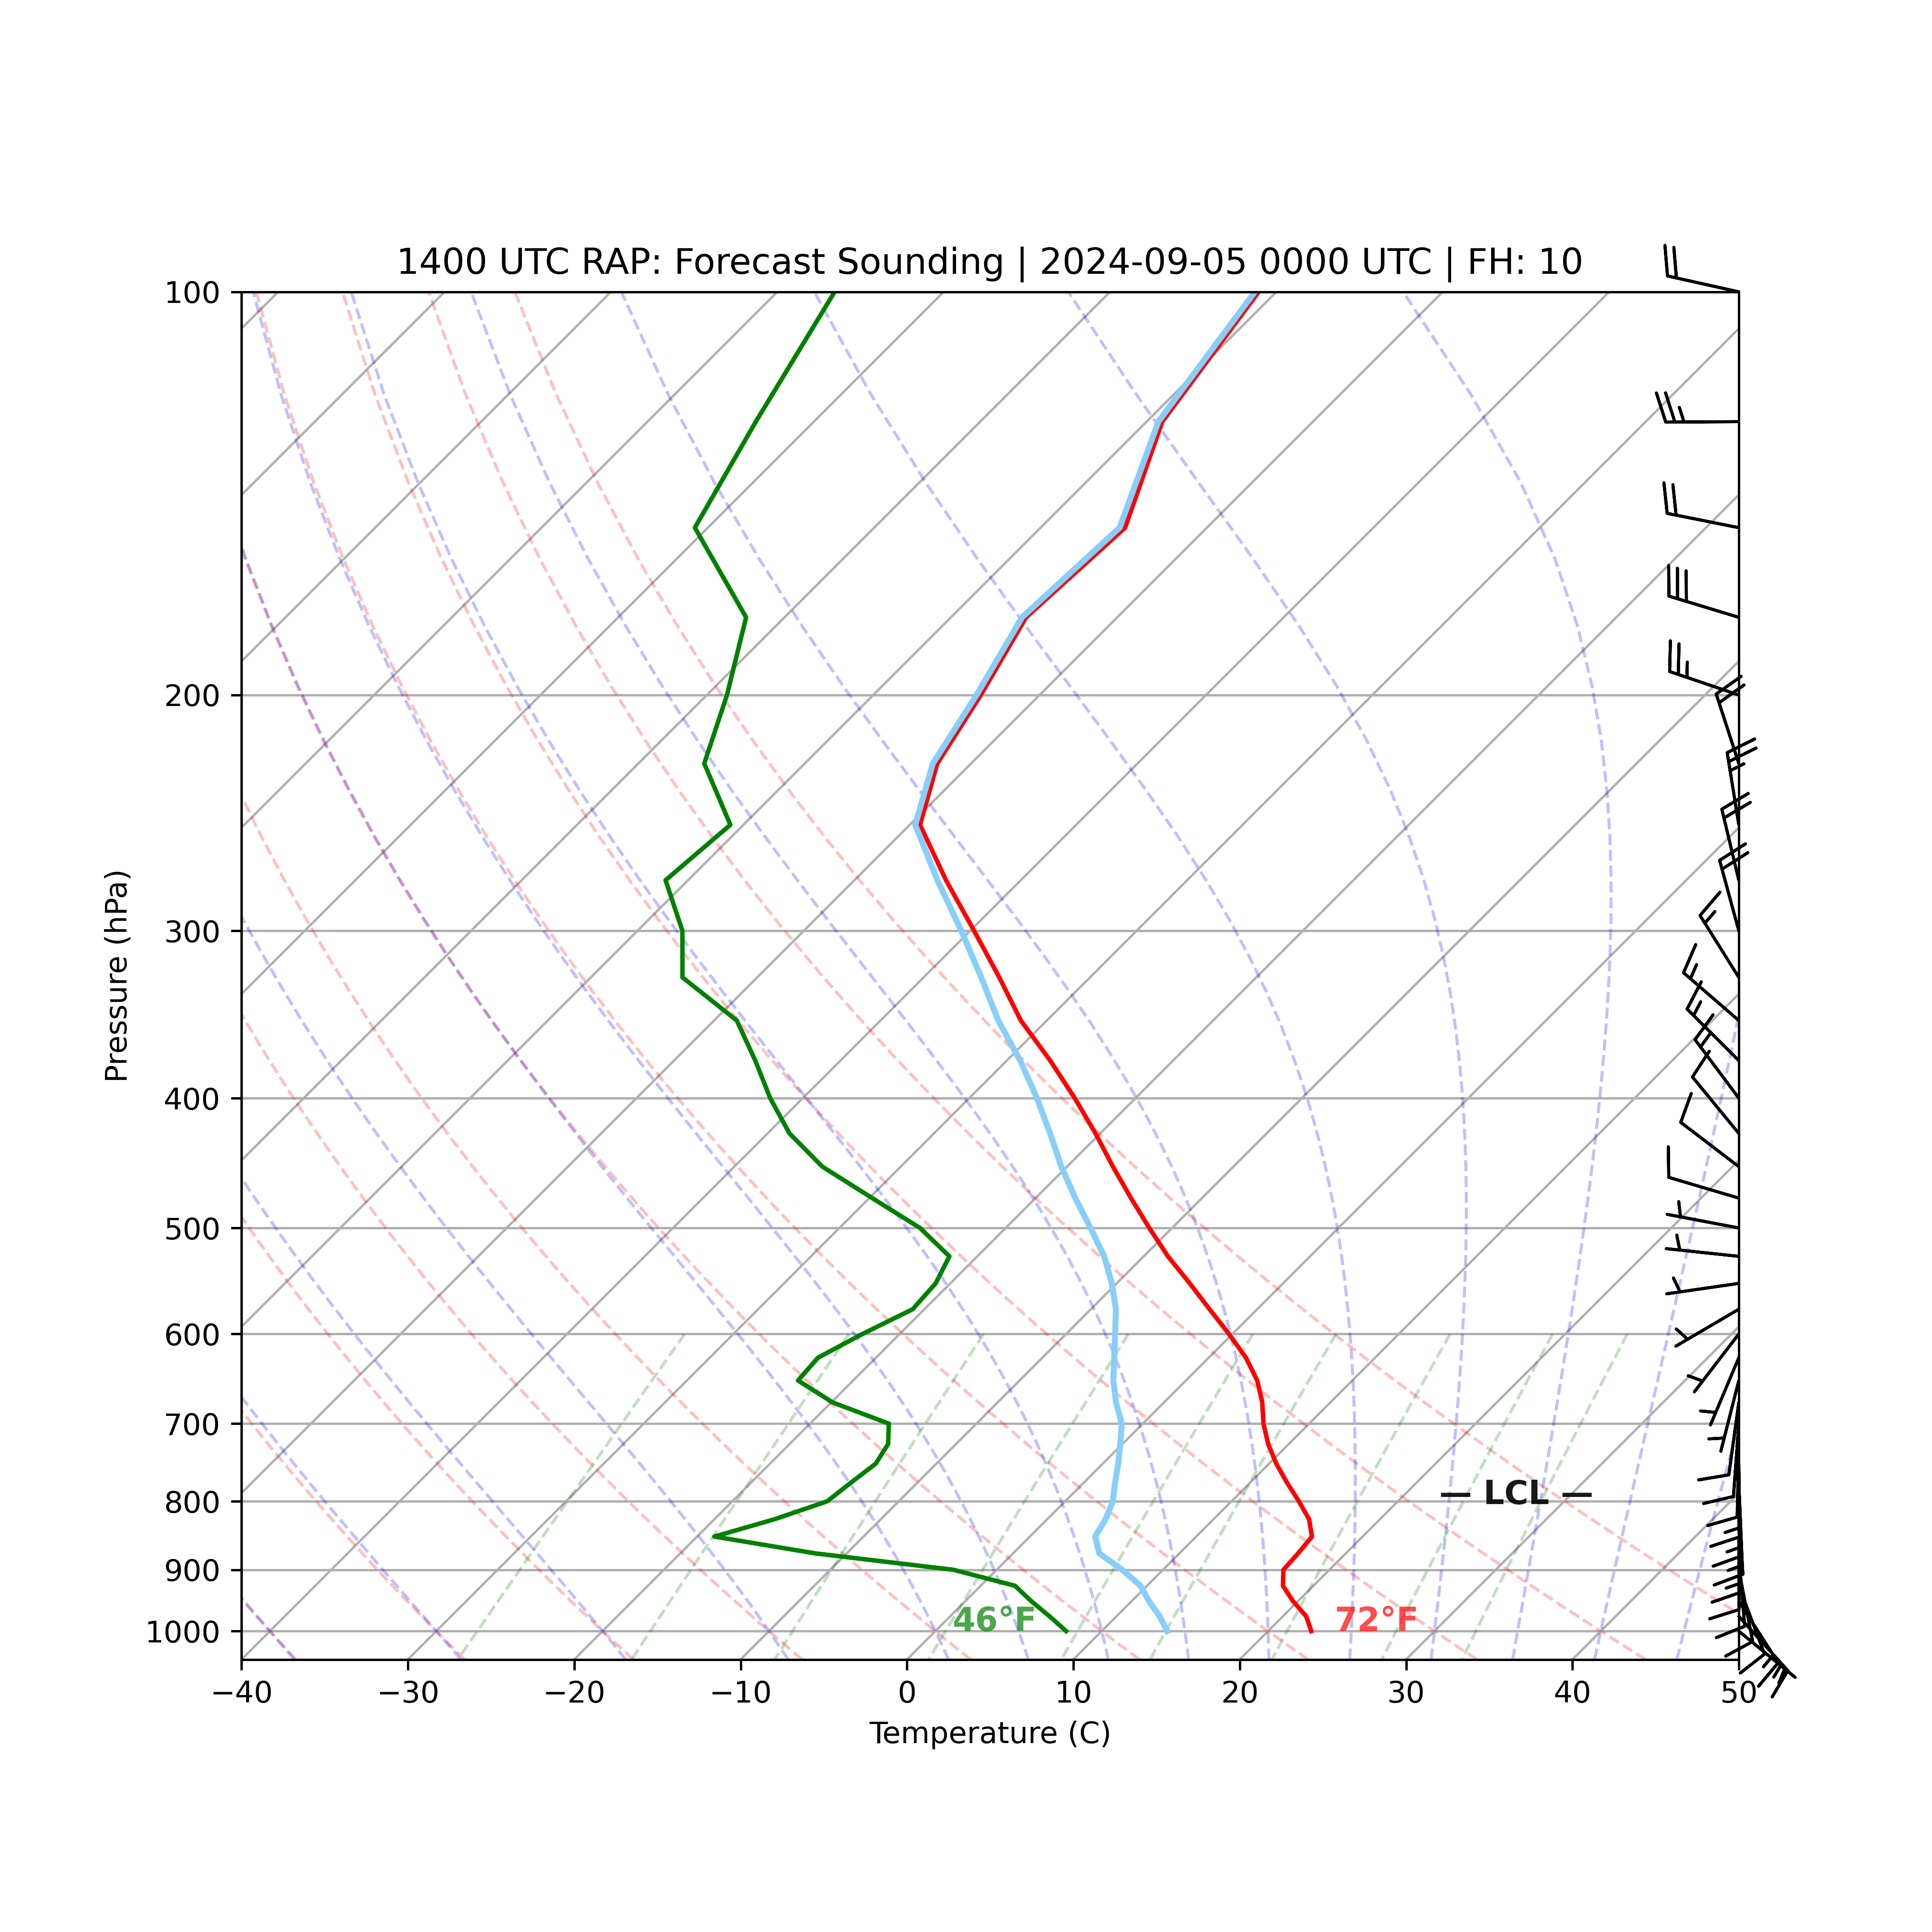 1400 UTC RAP: Forecast Sounding | 2024-09-05 0000 UTC | FH: 10
100
200
300
400
500
600
700
800
900
1000
Pressure (hPa)
— LCL —
46°F
72°F
−40 −30 −20 −10 0 10 20 30 40 50
Temperature (C)